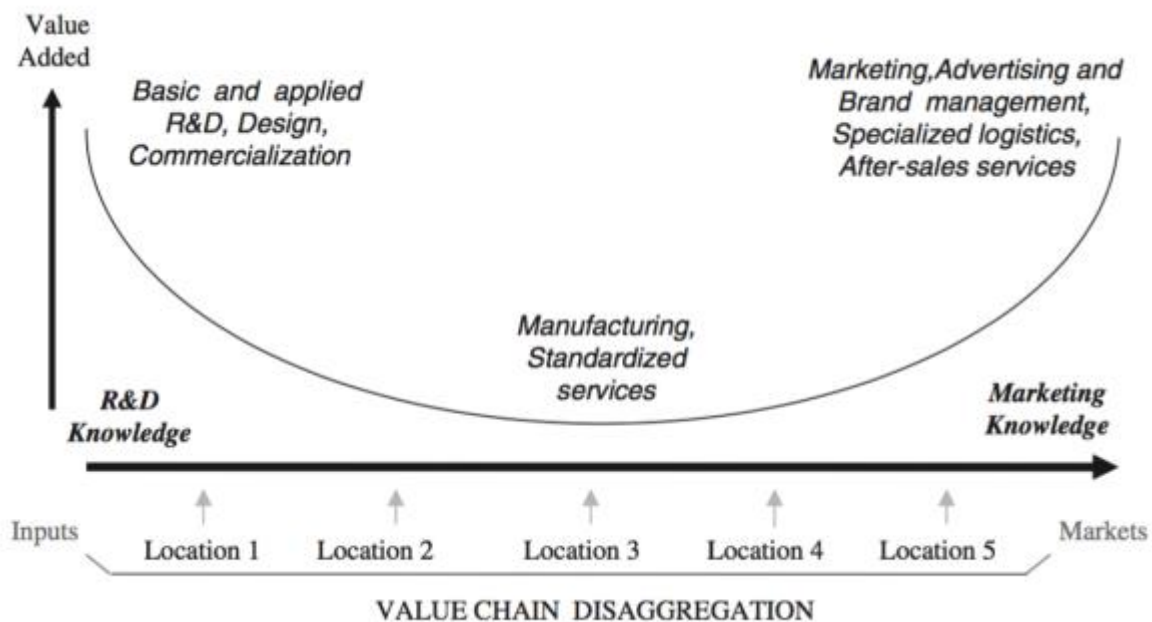 Value
Added
Basic and applied
R&D, Design,
Commercialization
Marketing,Advertising and
Brand management,
Specialized logistics,
After-sales services
Manufacturing,
Standardized
services
R&D
Knowledge
Marketing
Knowledge
Inputs
Location 1
Location 2
Location 3
Location 4
Location 5
Markets
VALUE CHAIN DISAGGREGATION